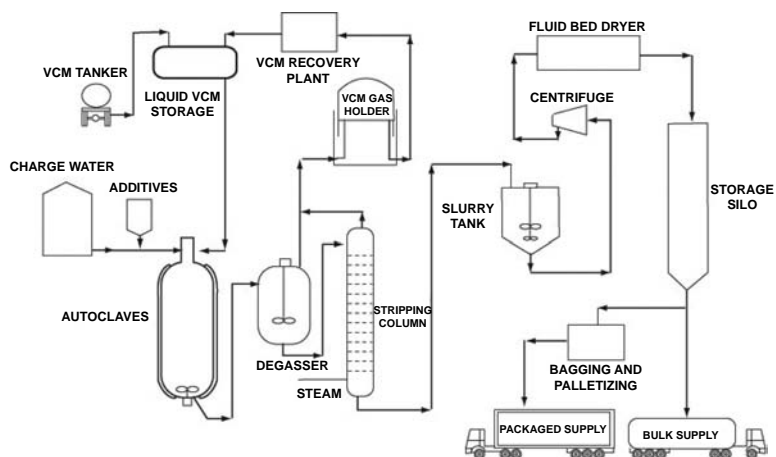 FLUID BED DRYER
VCM RECOVERY
PLANT
VCM TANKER
LIQUID VCM
STORAGE
VCM GAS
HOLDER
CENTRIFUGE
CHARGE WATER
ADDITIVES
SLURRY
TANK
STORAGE
SILO
AUTOCLAVES
STRIPPING
COLUMN
DEGASSER
STEAM
BAGGING AND
PALLETIZING
PACKAGED SUPPLY
BULK SUPPLY